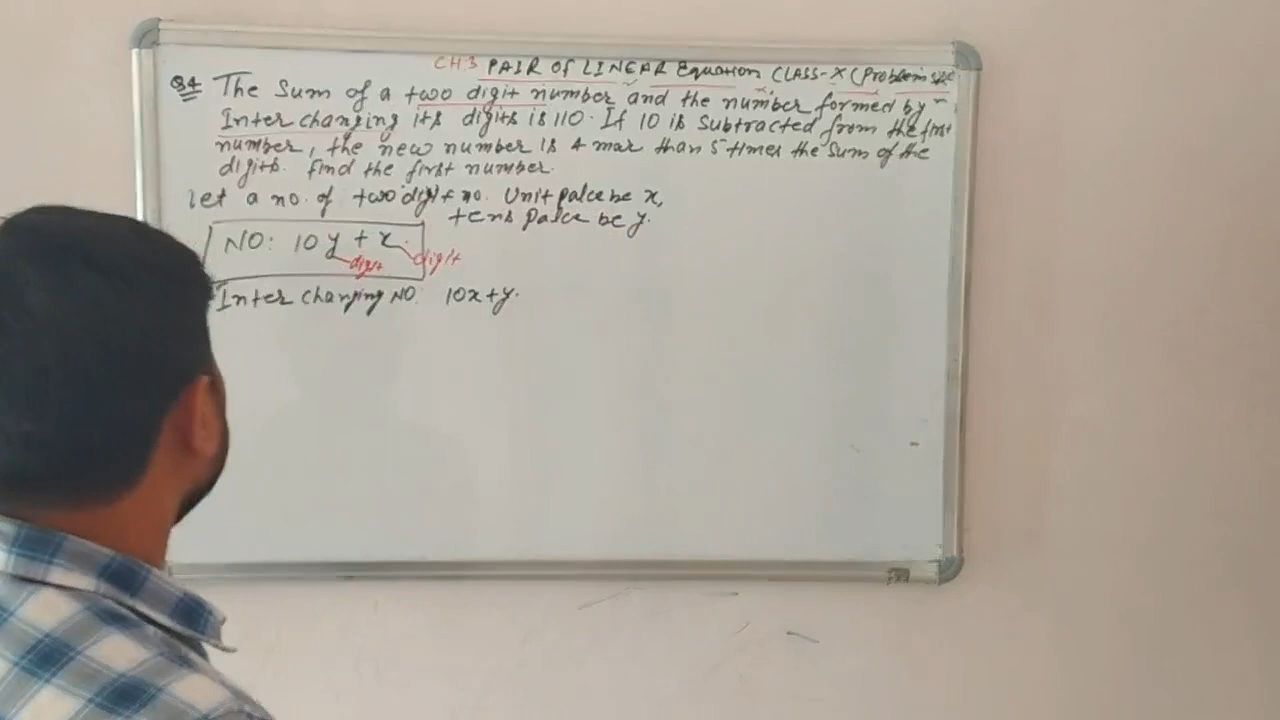 CH.3 PAIR OF LINEAR Equation CLASS-X (Problem
Q4 The Sum of a two digit number and the number formed by
Inter changing its digits is 110. If 10 is subtracted from the first
number, the new number is 4 mar than 5 times the sum of the
digits. find the first number.
let a no. of two digit no. Unit palce be x,
tens palce be y.
NO: 10y + x.
digit digit
Inter changing NO. 10x+y.